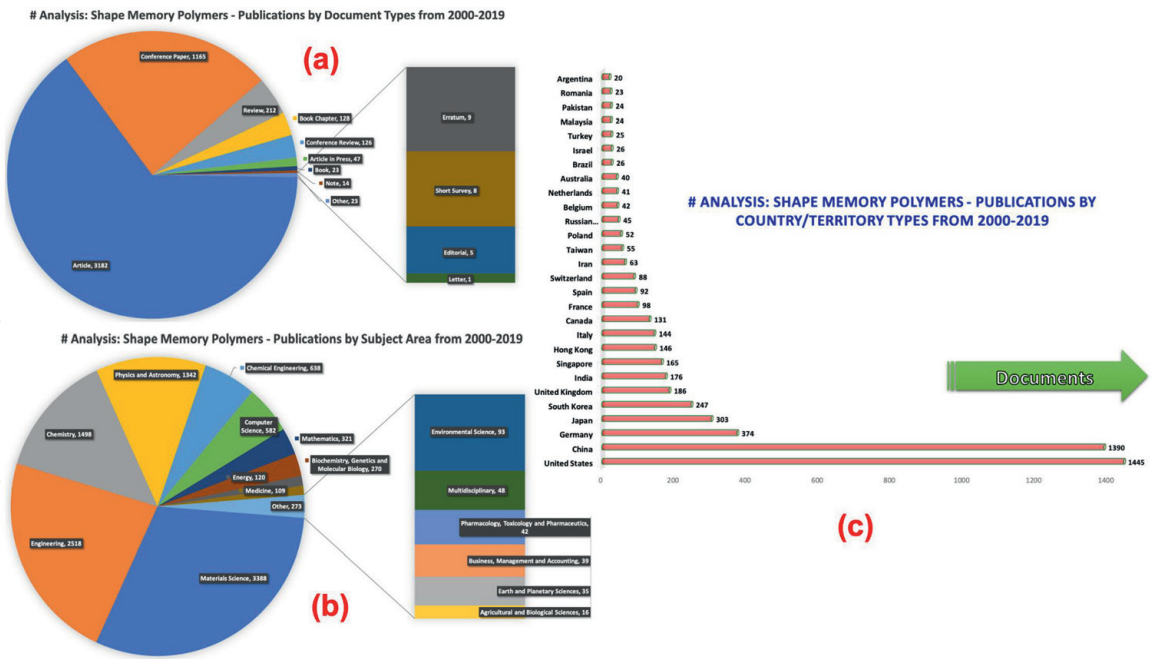 # Analysis: Shape Memory Polymers - Publications by Document Types from 2000-2019
(a)
Conference Paper, 1165
Review, 212
Book Chapter, 128
Conference Review, 126
Article in Press, 47
Book, 23
Note, 14
Other, 23
Article, 3182
Erratum, 9
Short Survey, 8
Editorial, 5
Letter, 1
# Analysis: Shape Memory Polymers - Publications by Subject Area from 2000-2019
Physics and Astronomy, 1342
Chemical Engineering, 638
Chemistry, 1498
Computer
Science, 582
Mathematics, 321
Biochemistry, Genetics and
Molecular Biology, 270
Energy, 120
Medicine, 109
Other, 273
Engineering, 2518
Materials Science, 3388
Environmental Science, 93
Multidisciplinary, 48
Pharmacology, Toxicology and Pharmaceutics,
42
Business, Management and Accounting, 39
Earth and Planetary Sciences, 35
Agricultural and Biological Sciences, 16
(b)
# ANALYSIS: SHAPE MEMORY POLYMERS - PUBLICATIONS BY
COUNTRY/TERRITORY TYPES FROM 2000-2019
Argentina 20
Romania 23
Pakistan 24
Malaysia 24
Turkey 25
Israel 26
Brazil 26
Australia 40
Netherlands 41
Belgium 42
Russian... 45
Poland 52
Taiwan 55
Iran 63
Switzerland 88
Spain 92
France 98
Canada 131
Italy 144
Hong Kong 146
Singapore 165
India 176
United Kingdom 186
South Korea 247
Japan 303
Germany 374
China 1390
United States 1445
0 200 400 600 800 1000 1200 1400
Documents
(c)